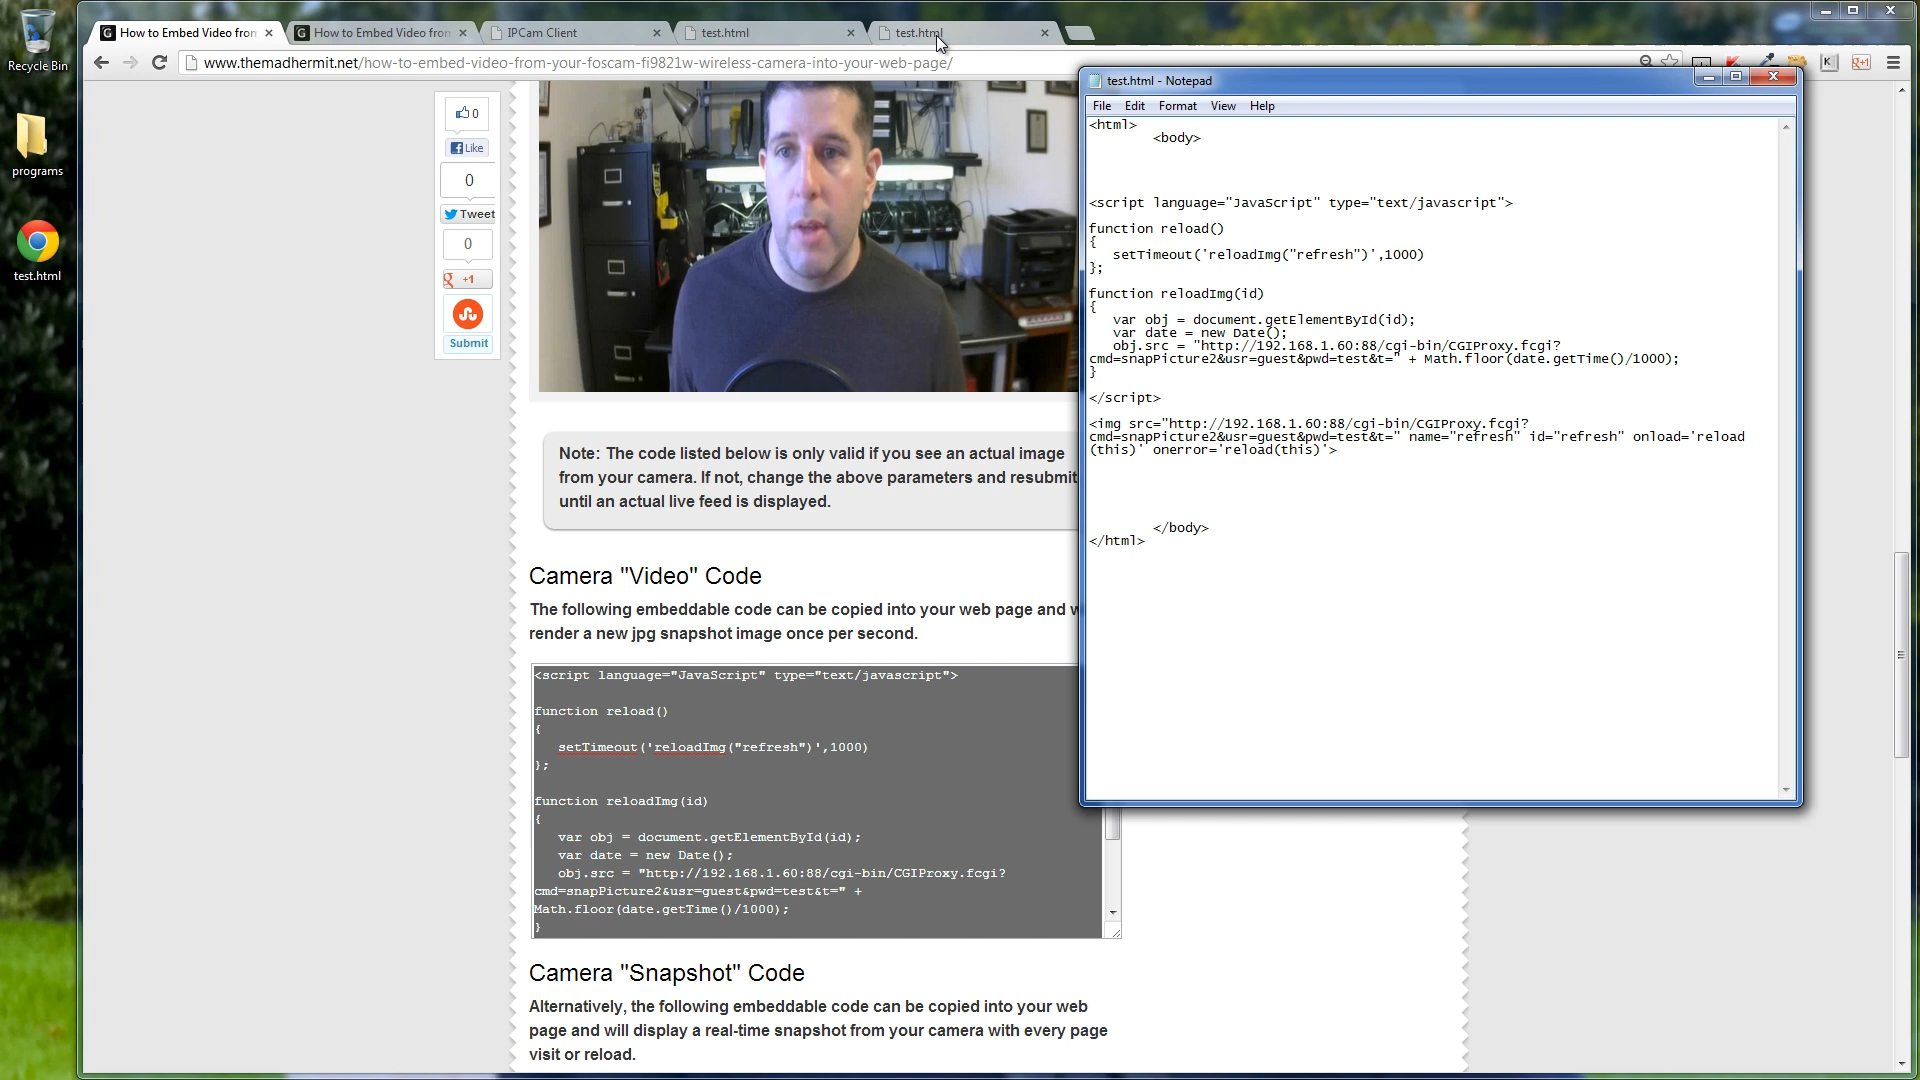 Recycle Bin
programs
test.html
How to Embed Video from
How to Embed Video from
IPCam Client
test.html
test.html
www.themadhermit.net/how-to-embed-video-from-your-foscam-fi9821w-wireless-camera-into-your-web-page/
0
Like
0
Tweet
0
+1
Submit
Note: The code listed below is only valid if you see an actual image
from your camera. If not, change the above parameters and resubmit
until an actual live feed is displayed.
Camera "Video" Code
The following embeddable code can be copied into your web page and w
render a new jpg snapshot image once per second.
<script language="JavaScript" type="text/javascript">
function reload()
{
setTimeout('reloadImg("refresh")',1000)
};
function reloadImg(id)
{
var obj = document.getElementById(id);
var date = new Date();
obj.src = "http://192.168.1.60:88/cgi-bin/CGIProxy.fcgi?
cmd=snapPicture2&usr=guest&pwd=test&t=" +
Math.floor(date.getTime()/1000);
}
Camera "Snapshot" Code
Alternatively, the following embeddable code can be copied into your web
page and will display a real-time snapshot from your camera with every page
visit or reload.
test.html - Notepad
File Edit Format View Help
<html>
<body>
<script language="JavaScript" type="text/javascript">
function reload()
{
setTimeout('reloadImg("refresh")',1000)
};
function reloadImg(id)
{
var obj = document.getElementById(id);
var date = new Date();
obj.src = "http://192.168.1.60:88/cgi-bin/CGIProxy.fcgi?
cmd=snapPicture2&usr=guest&pwd=test&t=" + Math.floor(date.getTime()/1000);
}
</script>
<img src="http://192.168.1.60:88/cgi-bin/CGIProxy.fcgi?
cmd=snapPicture2&usr=guest&pwd=test&t=" name="refresh" id="refresh" onload='reload
(this)' onerror='reload(this)'>
</body>
</html>